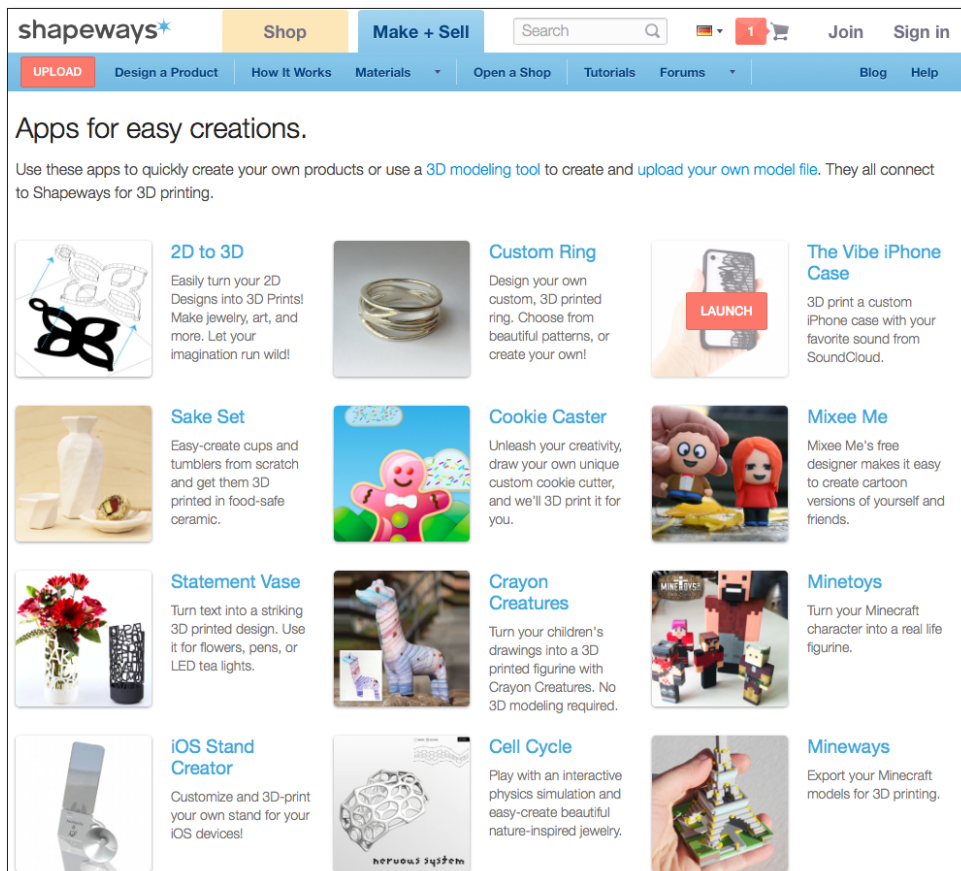 shapeways*
Shop
Make + Sell
Search
1
Join
Sign in
UPLOAD
Design a Product
How It Works
Materials
Open a Shop
Tutorials
Forums
Blog
Help
Apps for easy creations.
Use these apps to quickly create your own products or use a 3D modeling tool to create and upload your own model file. They all connect
to Shapeways for 3D printing.
2D to 3D
Easily turn your 2D
Designs into 3D Prints!
Make jewelry, art, and
more. Let your
imagination run wild!
Custom Ring
Design your own
custom, 3D printed
ring. Choose from
beautiful patterns, or
create your own!
LAUNCH
The Vibe iPhone
Case
3D print a custom
iPhone case with your
favorite sound from
SoundCloud.
Sake Set
Easy-create cups and
tumblers from scratch
and get them 3D
printed in food-safe
ceramic.
Cookie Caster
Unleash your creativity,
draw your own unique
custom cookie cutter,
and we'll 3D print it for
you.
Mixee Me
Mixee Me's free
designer makes it easy
to create cartoon
versions of yourself and
friends.
Statement Vase
Turn text into a striking
3D printed design. Use
it for flowers, pens, or
LED tea lights.
Crayon
Creatures
Turn your children's
drawings into a 3D
printed figurine with
Crayon Creatures. No
3D modeling required.
MINETOYS
Minetoys
Turn your Minecraft
character into a real life
figurine.
iOS Stand
Creator
Customize and 3D-print
your own stand for your
iOS devices!
nervous system
Cell Cycle
Play with an interactive
physics simulation and
easy-create beautiful
nature-inspired jewelry.
Mineways
Export your Minecraft
models for 3D printing.